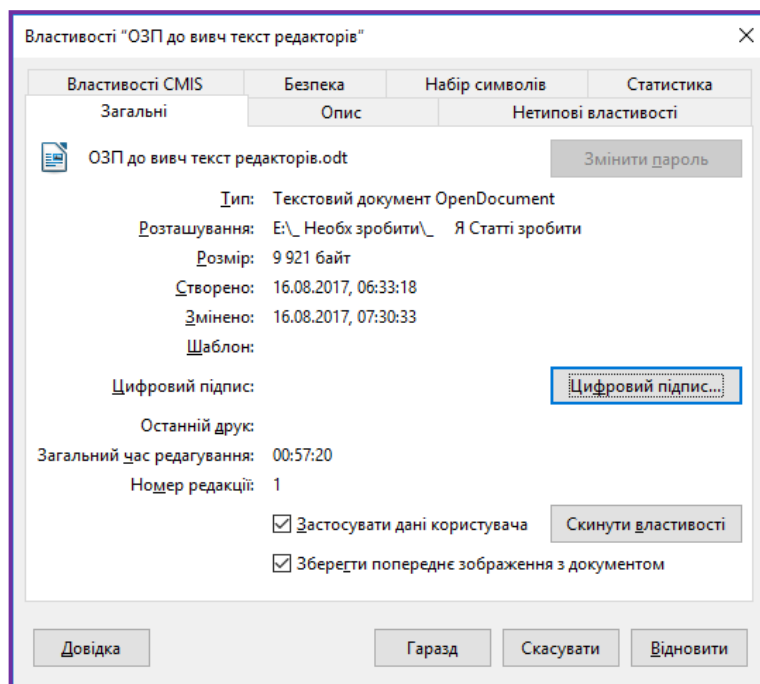 Властивості “ОЗП до вивч текст редакторів”
Властивості CMIS Безпека Набір символів Статистика
Загальні Опис Нетипові властивості
ОЗП до вивч текст редакторів.odt Змінити пароль
Тип: Текстовий документ OpenDocument
Розташування: E:\_ Необх зробити\_ Я Статті зробити
Розмір: 9 921 байт
Створено: 16.08.2017, 06:33:18
Змінено: 16.08.2017, 07:30:33
Шаблон:
Цифровий підпис: Цифровий підпис...
Останній друк:
Загальний час редагування: 00:57:20
Номер редакції: 1
Застосувати дані користувача Скинути властивості
Зберегти попереднє зображення з документом
Довідка Гаразд Скасувати Відновити